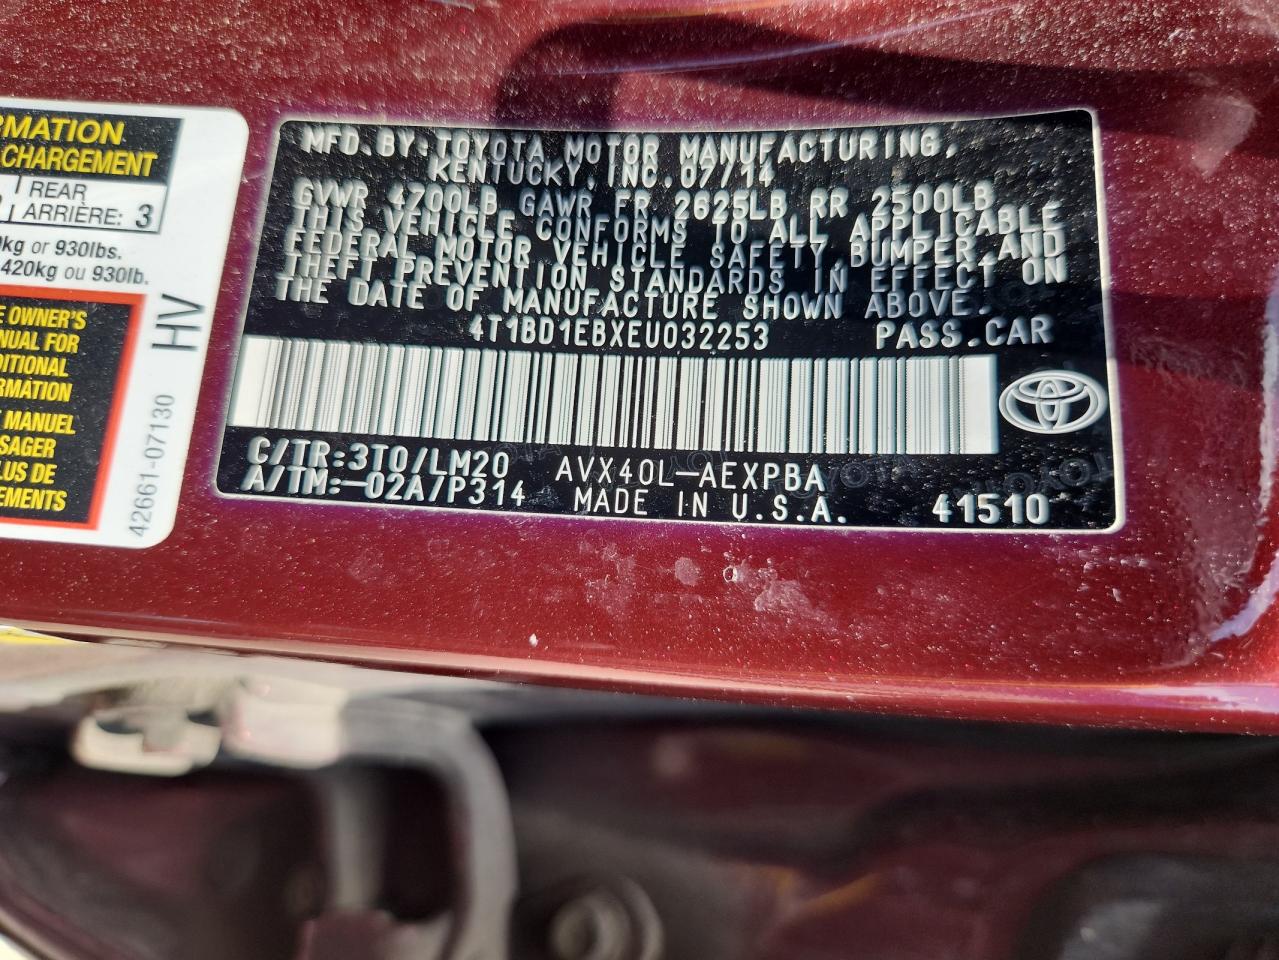 RMATION
CHARGEMENT
REAR
ARRIÈRE: 3
kg or 930lbs.
420kg ou 930lb.
E OWNER'S
ANUAL FOR
DITIONAL
RMATION
MANUEL
SAGER
LUS DE
EMENTS
HV
42661-07130
MFD.BY:TOYOTA MOTOR MANUFACTURING,
KENTUCKY,INC.07/14
GVWR 4700LB GAWR FR 2625LB RR 2500LB
THIS VEHICLE CONFORMS TO ALL APPLICABLE
FEDERAL MOTOR VEHICLE SAFETY,BUMPER,AND
THEFT PREVENTION STANDARDS IN EFFECT ON
THE DATE OF MANUFACTURE SHOWN ABOVE.
4T1BD1EBXEU032253 PASS.CAR
C/TR:3T0/LM20 AVX40L-AEXPBA
A/TM:-02A/P314 MADE IN U.S.A. 41510